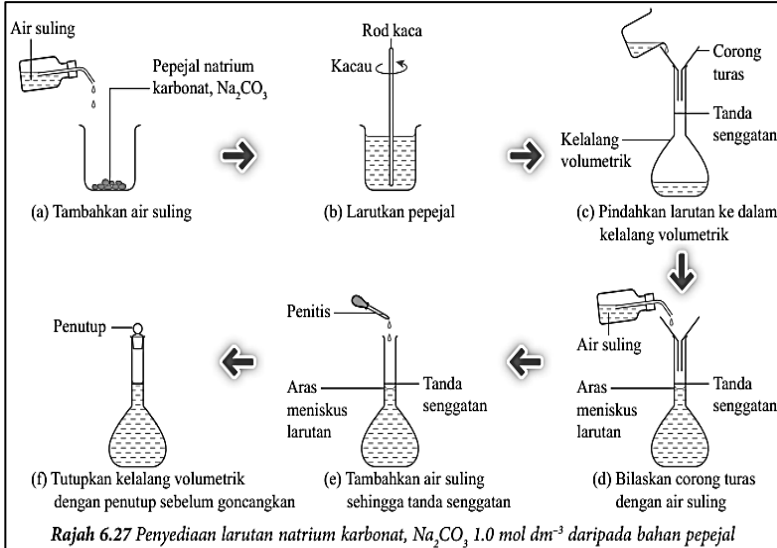 Air suling
Pepejal natrium
karbonat, Na₂CO₃
(a) Tambahkan air suling
Rod kaca
Kacau
(b) Larutkan pepejal
Corong
turas
Tanda
senggatan
Kelalang
volumetrik
(c) Pindahkan larutan ke dalam
kelalang volumetrik
Air suling
Aras
meniskus
larutan
Tanda
senggatan
(d) Bilaskan corong turas
dengan air suling
Penitis
Aras
meniskus
larutan
Tanda
senggatan
(e) Tambahkan air suling
sehingga tanda senggatan
Penutup
(f) Tutupkan kelalang volumetrik
dengan penutup sebelum goncangkan
Rajah 6.27 Penyediaan larutan natrium karbonat, Na₂CO₃ 1.0 mol dm⁻³ daripada bahan pepejal